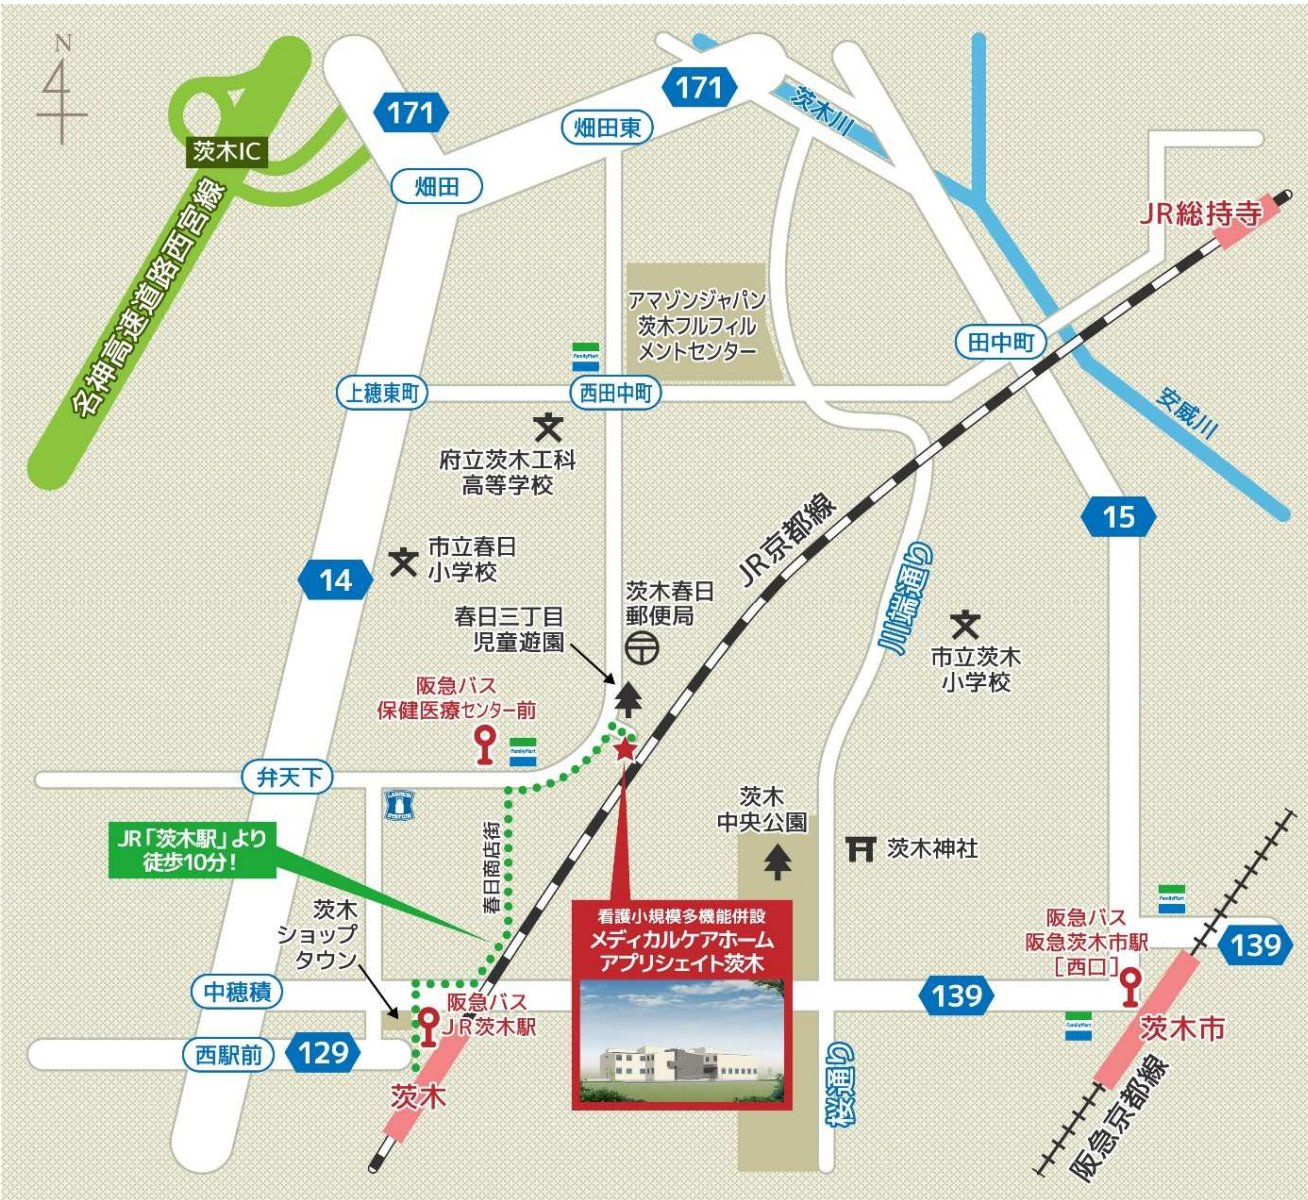 N
171
171
茨木川
畑田東
茨木IC
畑田
JR総持寺
名神高速道路西宮線
アマゾンジャパン
茨木フルフィル
メントセンター
田中町
FamilyMart
上穂東町
西田中町
安威川
府立茨木工科
高等学校
15
JR京都線
市立春日
小学校
14
川端通り
茨木春日
郵便局
春日三丁目
児童遊園
市立茨木
小学校
阪急バス
保健医療センター前
FamilyMart
弁天下
LAWSON
STATION
茨木
中央公園
JR「茨木駅」より
徒歩10分!
春日商店街
茨木神社
茨木
ショップ
タウン
看護小規模多機能併設
メディカルケアホーム
アプリシェイト茨木
FamilyMart
阪急バス
阪急茨木市駅
[西口]
139
中穂積
139
阪急バス
JR茨木駅
FamilyMart
茨木市
西駅前
129
茨木
桜通り
阪急京都線